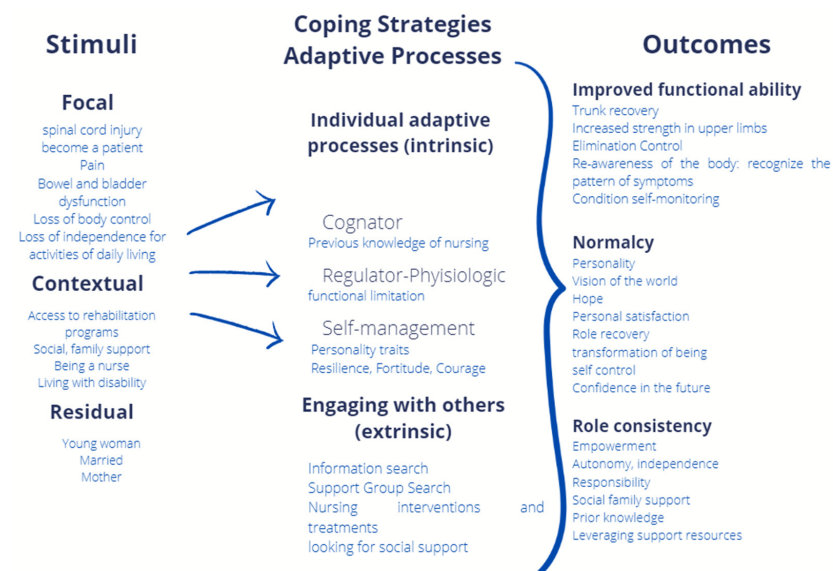 Stimuli
Focal
spinal cord injury
become a patient
Pain
Bowel and bladder
dysfunction
Loss of body control
Loss of independence for
activities of daily living
Contextual
Access to rehabilitation
programs
Social, family support
Being a nurse
Living with disability
Residual
Young woman
Married
Mother
Coping Strategies
Adaptive Processes
Individual adaptive
processes (intrinsic)
Cognator
Previous knowledge of nursing
Regulator-Phyisiologic
functional limitation
Self-management
Personality traits
Resilience, Fortitude, Courage
Engaging with others
(extrinsic)
Information search
Support Group Search
Nursing interventions and
treatments
looking for social support
Outcomes
Improved functional ability
Trunk recovery
Increased strength in upper limbs
Elimination Control
Re-awareness of the body: recognize the
pattern of symptoms
Condition self-monitoring
Normalcy
Personality
Vision of the world
Hope
Personal satisfaction
Role recovery
transformation of being
self control
Confidence in the future
Role consistency
Empowerment
Autonomy, independence
Responsibility
Social family support
Prior knowledge
Leveraging support resources